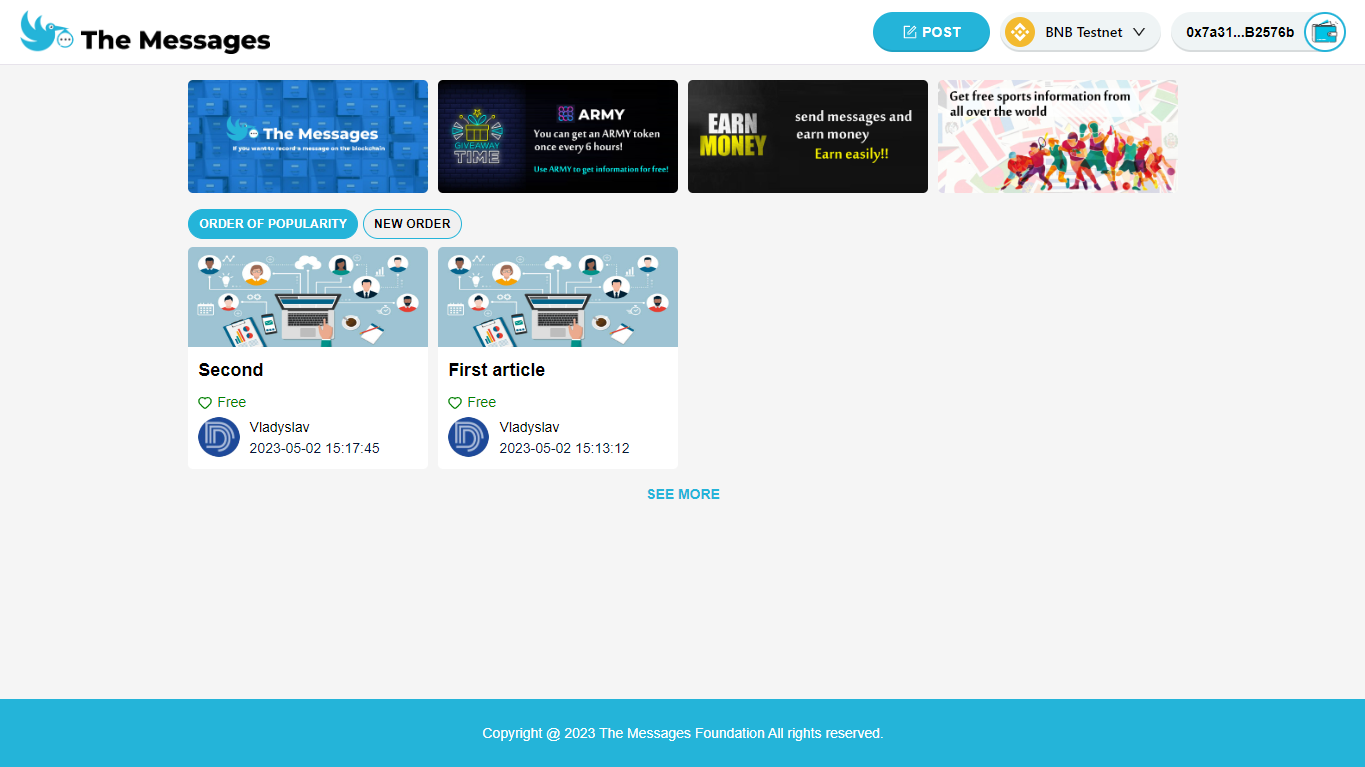 The Messages
POST
BNB Testnet
0x7a31...B2576b
The Messages
If you want to record's message on the blockchain
GIVEAWAY
TIME
ARMY
You can get an ARMY token
once every 6 hours!
Use ARMY to get information for free!
EARN
MONEY
send messages and
earn money
Earn easily!!
Get free sports information from
all over the world
ORDER OF POPULARITY
NEW ORDER
Second
Free
Vladyslav
2023-05-02 15:17:45
First article
Free
Vladyslav
2023-05-02 15:13:12
SEE MORE
Copyright @ 2023 The Messages Foundation All rights reserved.